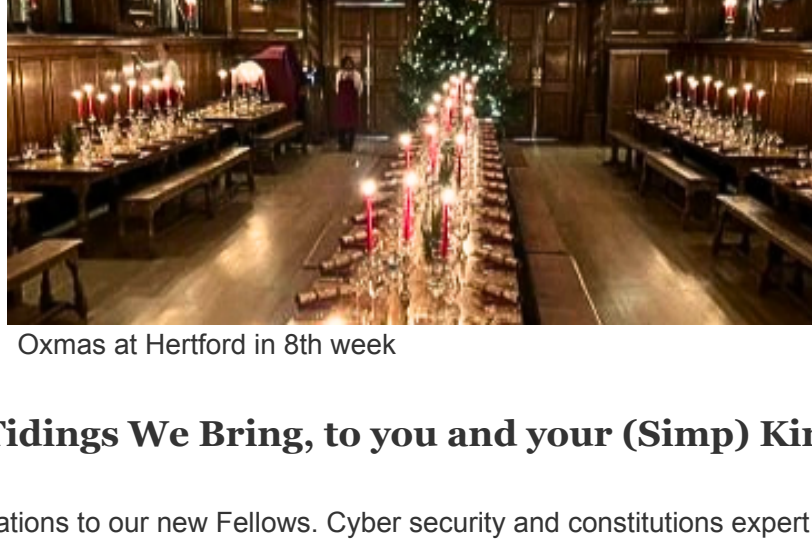 Oxmas at Hertford in 8th week
Tidings We Bring, to you and your (Simp) Kin
ations to our new Fellows. Cyber security and constitutions expert